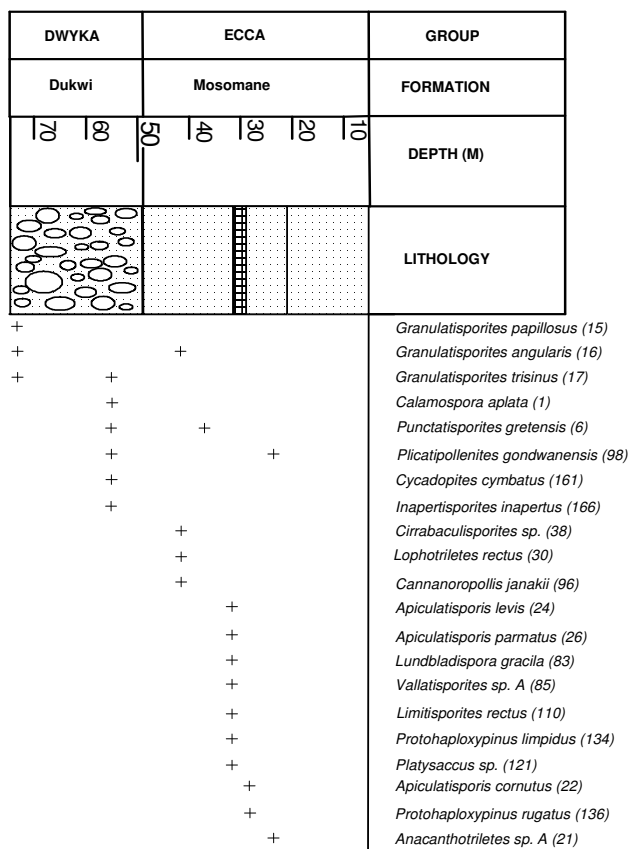 DWYKA ECCA GROUP
Dukwi Mosomane FORMATION
70 60 50 40 30 20 10 DEPTH (M)
LITHOLOGY
+ Granulatisporites papillosus (15)
+ + Granulatisporites angularis (16)
+ + Granulatisporites trisinus (17)
+ Calamospora aplata (1)
+ + Punctatisporites gretensis (6)
+ + Plicatipollenites gondwanensis (98)
+ Cycadopites cymbatus (161)
+ Inapertisporites inapertus (166)
+ Cirrabaculisporites sp. (38)
+ Lophotriletes rectus (30)
+ Cannanoropollis janakii (96)
+ Apiculatisporis levis (24)
+ Apiculatisporis parmatus (26)
+ Lundbladispora gracila (83)
+ Vallatisporites sp. A (85)
+ Limitisporites rectus (110)
+ Protohaploxypinus limpidus (134)
+ Platysaccus sp. (121)
+ Apiculatisporis cornutus (22)
+ Protohaploxypinus rugatus (136)
+ Anacanthotriletes sp. A (21)